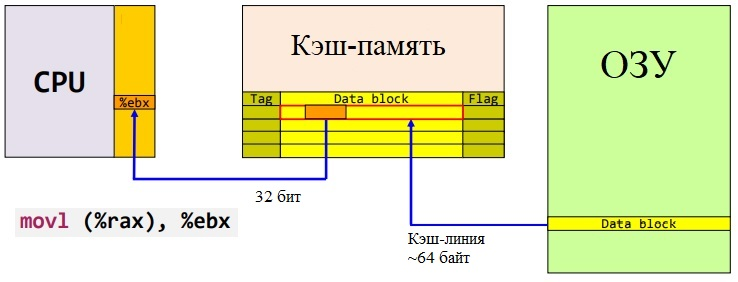 CPU
%ebx
Кэш-память
Tag Data block Flag
ОЗУ
32 бит
movl (%rax), %ebx
Кэш-линия
~64 байт
Data block